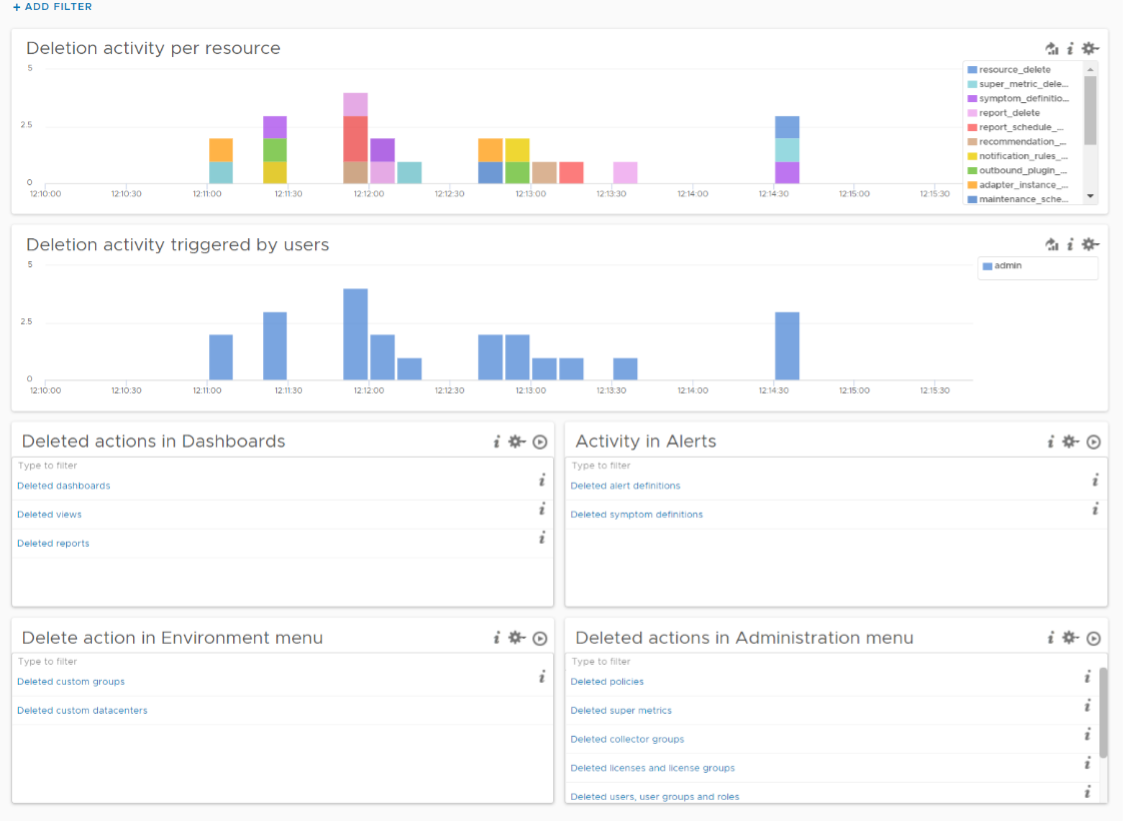 + ADD FILTER
Deletion activity per resource
5
2.5
0
12:10:00 12:10:30 12:11:00 12:11:30 12:12:00 12:12:30 12:13:00 12:13:30 12:14:00 12:14:30 12:15:00 12:15:30
resource_delete
super_metric_dele...
symptom_definitio...
report_delete
report_schedule_...
recommendation_...
notification_rules_...
outbound_plugin_...
adapter_instance_...
maintenance_sche...
Deletion activity triggered by users
5
2.5
0
12:10:00 12:10:30 12:11:00 12:11:30 12:12:00 12:12:30 12:13:00 12:13:30 12:14:00 12:14:30 12:15:00 12:15:30
admin
Deleted actions in Dashboards
Type to filter
Deleted dashboards
Deleted views
Deleted reports
Activity in Alerts
Type to filter
Deleted alert definitions
Deleted symptom definitions
Delete action in Environment menu
Type to filter
Deleted custom groups
Deleted custom datacenters
Deleted actions in Administration menu
Type to filter
Deleted policies
Deleted super metrics
Deleted collector groups
Deleted licenses and license groups
Deleted users, user groups and roles